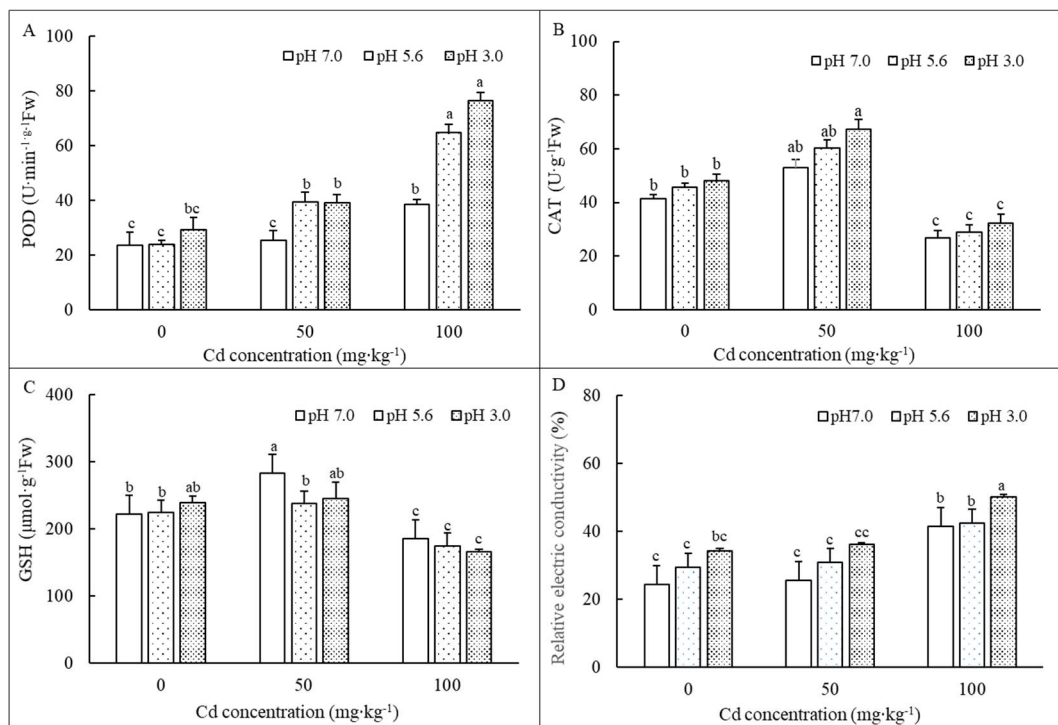 A
100
80
60
40
20
0
POD (U·min⁻¹·ᵍ⁻¹Fw)
pH 7.0 pH 5.6 pH 3.0
c c bc
c b b
b a a
0 50 100
Cd concentration (mg·kg⁻¹)
B
100
80
60
40
20
0
CAT (U·g⁻¹Fw)
pH 7.0 pH 5.6 pH 3.0
b b b
ab ab a
c c c
0 50 100
Cd concentration (mg·kg⁻¹)
C
400
300
200
100
0
GSH (μmol·g⁻¹Fw)
pH 7.0 pH 5.6 pH 3.0
b b ab
a b ab
c c c
0 50 100
Cd concentration (mg·kg⁻¹)
D
80
60
40
20
0
Relative electric conductivity (%)
pH7.0 pH 5.6 pH 3.0
c c bc
c c cc
b b a
0 50 100
Cd concentration (mg·kg⁻¹)